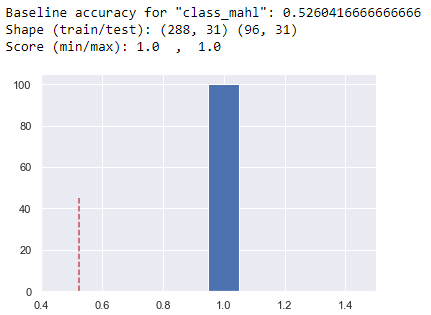 Baseline accuracy for "class_mahl": 0.5260416666666666
Shape (train/test): (288, 31) (96, 31)
Score (min/max): 1.0  ,  1.0
100
80
60
40
20
0
0.4 0.6 0.8 1.0 1.2 1.4